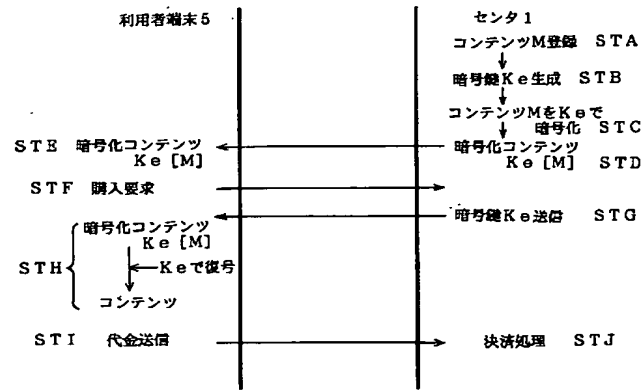 利用者端末5 センタ1
コンテンツM登録 STA
暗号鍵Ke生成 STB
コンテンツMをKeで
暗号化 STC
STE 暗号化コンテンツ 暗号化コンテンツ
Ke[M] Ke[M] STD
STF 購入要求
暗号鍵Ke送信 STG
暗号化コンテンツ
Ke[M]
STH Keで復号
コンテンツ
STI 代金送信 決済処理 STJ